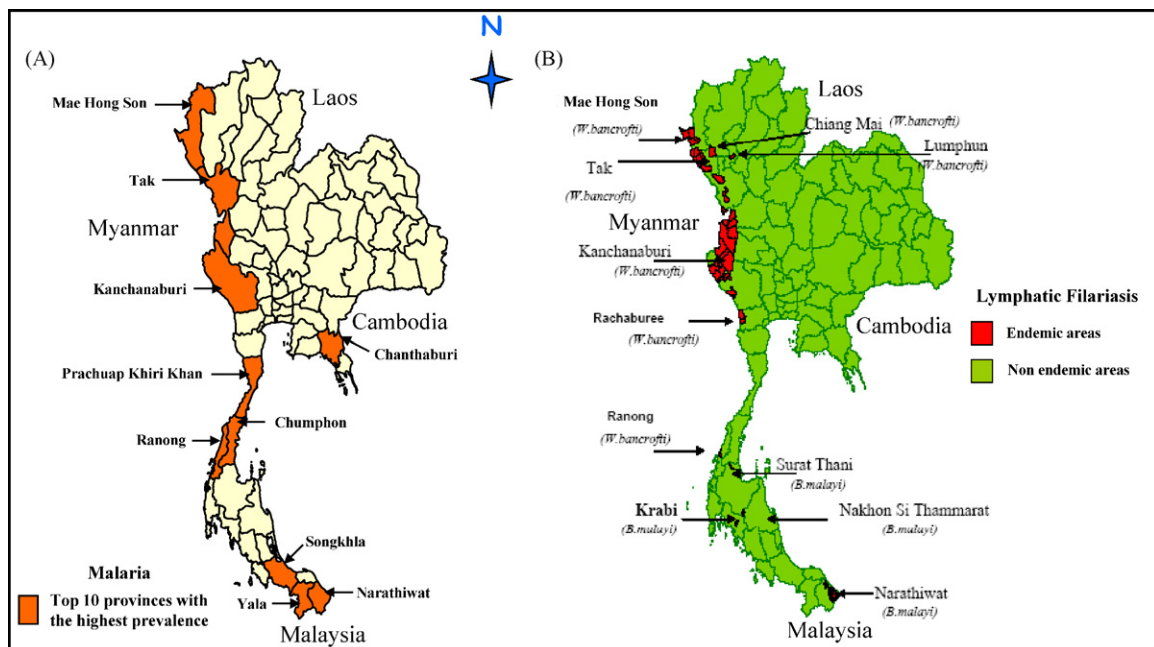 N
(A)
Mae Hong Son
Laos
Tak
Myanmar
Kanchanaburi
Cambodia
Chanthaburi
Prachuap Khiri Khan
Chumphon
Ranong
Songkhla
Malaria
Top 10 provinces with
the highest prevalence
Yala
Narathiwat
Malaysia
(B)
Laos
Mae Hong Son
(W.bancrofti)
Chiang Mai (W.bancrofti)
Lumphun
(W.bancrofti)
Tak
(W.bancrofti)
Myanmar
Kanchanaburi
(W.bancrofti)
Rachaburee
(W.bancrofti)
Cambodia
Lymphatic Filariasis
Endemic areas
Non endemic areas
Ranong
(W.bancrofti)
Surat Thani
(B.malayi)
Krabi
(B.malayi)
Nakhon Si Thammarat
(B.malayi)
Narathiwat
(B.malayi)
Malaysia